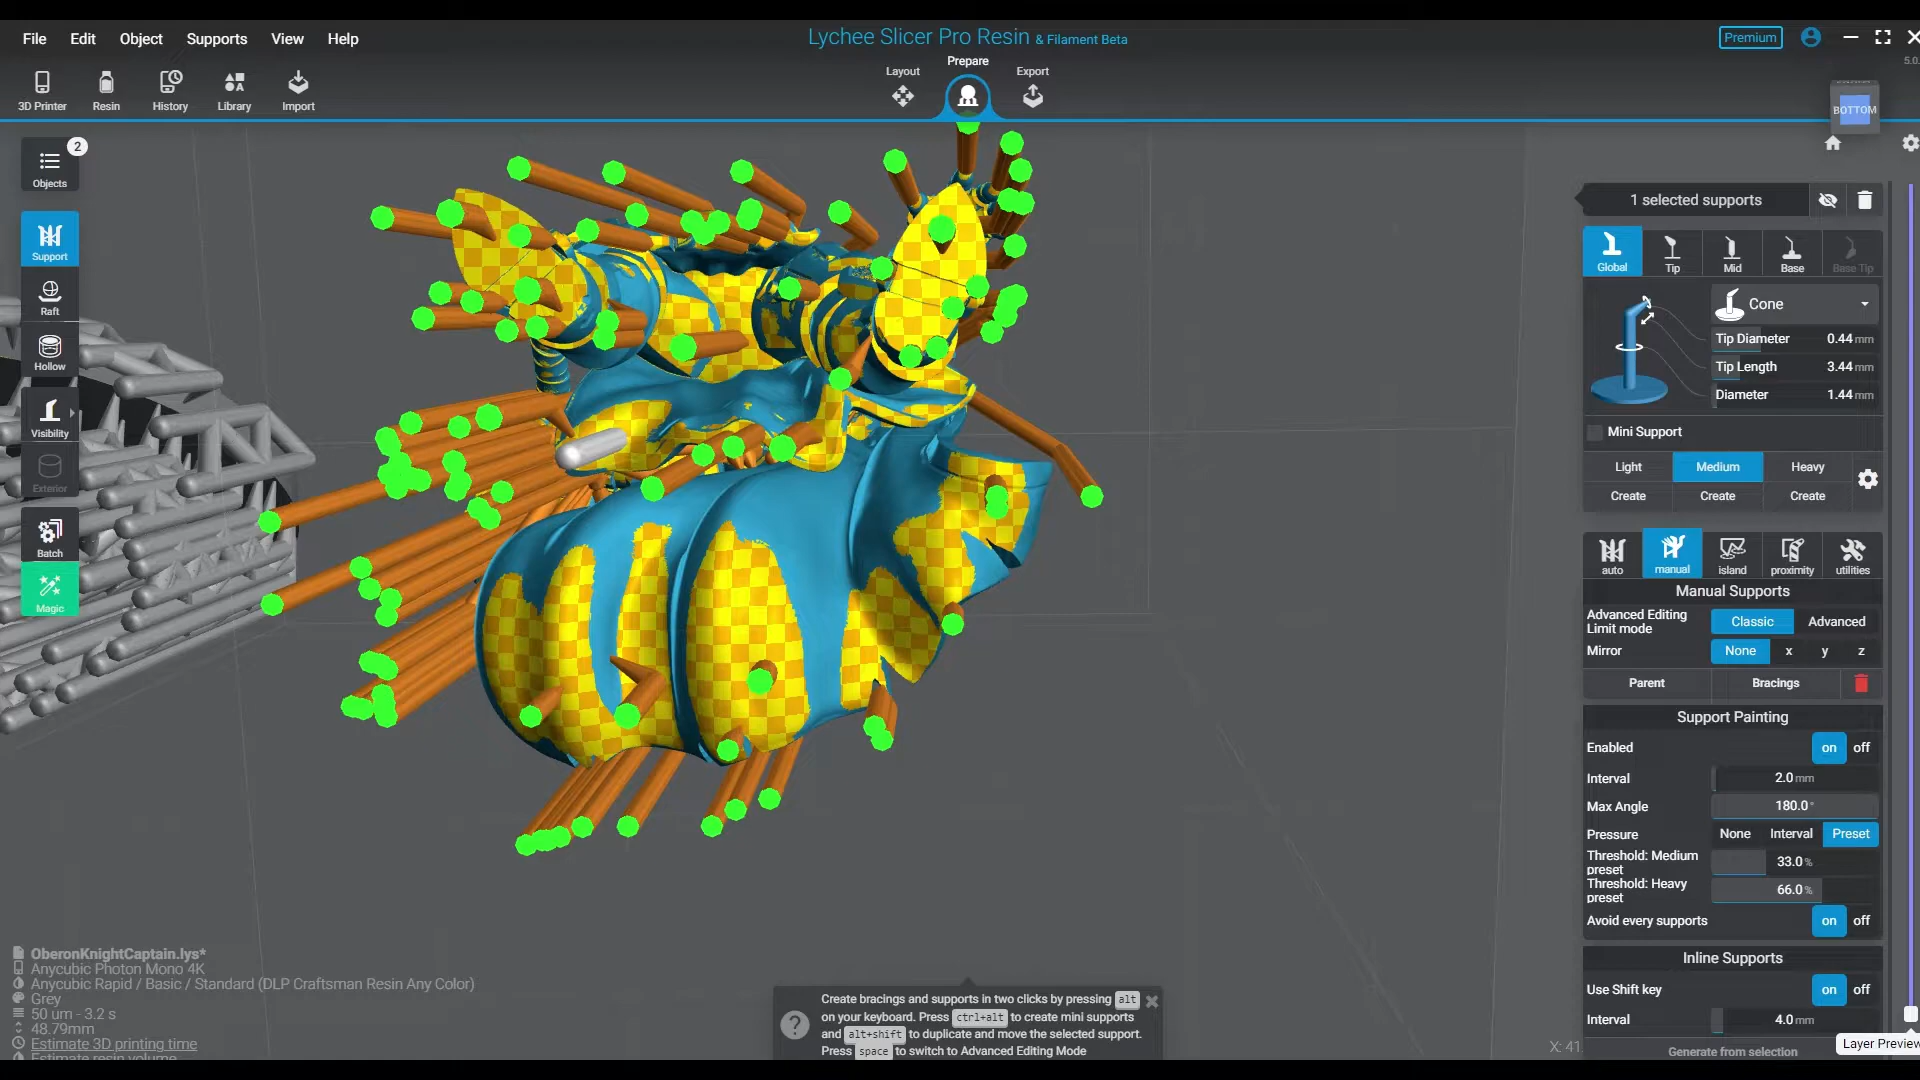 File Edit Object Supports View Help
Lychee Slicer Pro Resin & Filament Beta
Premium
5.0.
3D Printer Resin History Library Import
Layout Prepare Export
BOTTOM
2
Objects
Support
Raft
Hollow
Visibility
Exterior
Batch
Magic
1 selected supports
Global Tip Mid Base Base Tip
Cone
Tip Diameter 0.44 mm
Tip Length 3.44 mm
Diameter 1.44 mm
Mini Support
Light Medium Heavy
Create Create Create
auto manual island proximity utilities
Manual Supports
Advanced Editing
Limit mode Classic Advanced
Mirror None x y z
Parent Bracings
Support Painting
Enabled on off
Interval 2.0 mm
Max Angle 180.0 °
Pressure None Interval Preset
Threshold: Medium
preset 33.0 %
Threshold: Heavy
preset 66.0 %
Avoid every supports on off
Inline Supports
Use Shift key on off
Interval 4.0 mm
Generate from selection
Layer Preview
X: 41
OberonKnightCaptain.lys*
Anycubic Photon Mono 4K
Anycubic Rapid / Basic / Standard (DLP Craftsman Resin Any Color)
Grey
50 um - 3.2 s
48.79mm
Estimate 3D printing time
Estimate resin volume
Create bracings and supports in two clicks by pressing alt
on your keyboard. Press ctrl+alt to create mini supports
and alt+shift to duplicate and move the selected support.
Press space to switch to Advanced Editing Mode